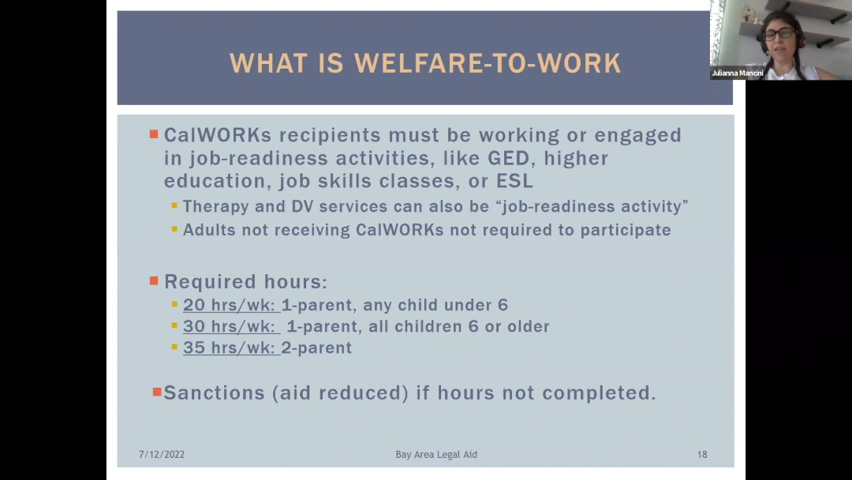 WHAT IS WELFARE-TO-WORK
Julianna Mancini
CalWORKs recipients must be working or engaged
in job-readiness activities, like GED, higher
education, job skills classes, or ESL
Therapy and DV services can also be “job-readiness activity”
Adults not receiving CalWORKs not required to participate
Required hours:
20 hrs/wk: 1-parent, any child under 6
30 hrs/wk: 1-parent, all children 6 or older
35 hrs/wk: 2-parent
Sanctions (aid reduced) if hours not completed.
7/12/2022
Bay Area Legal Aid
18